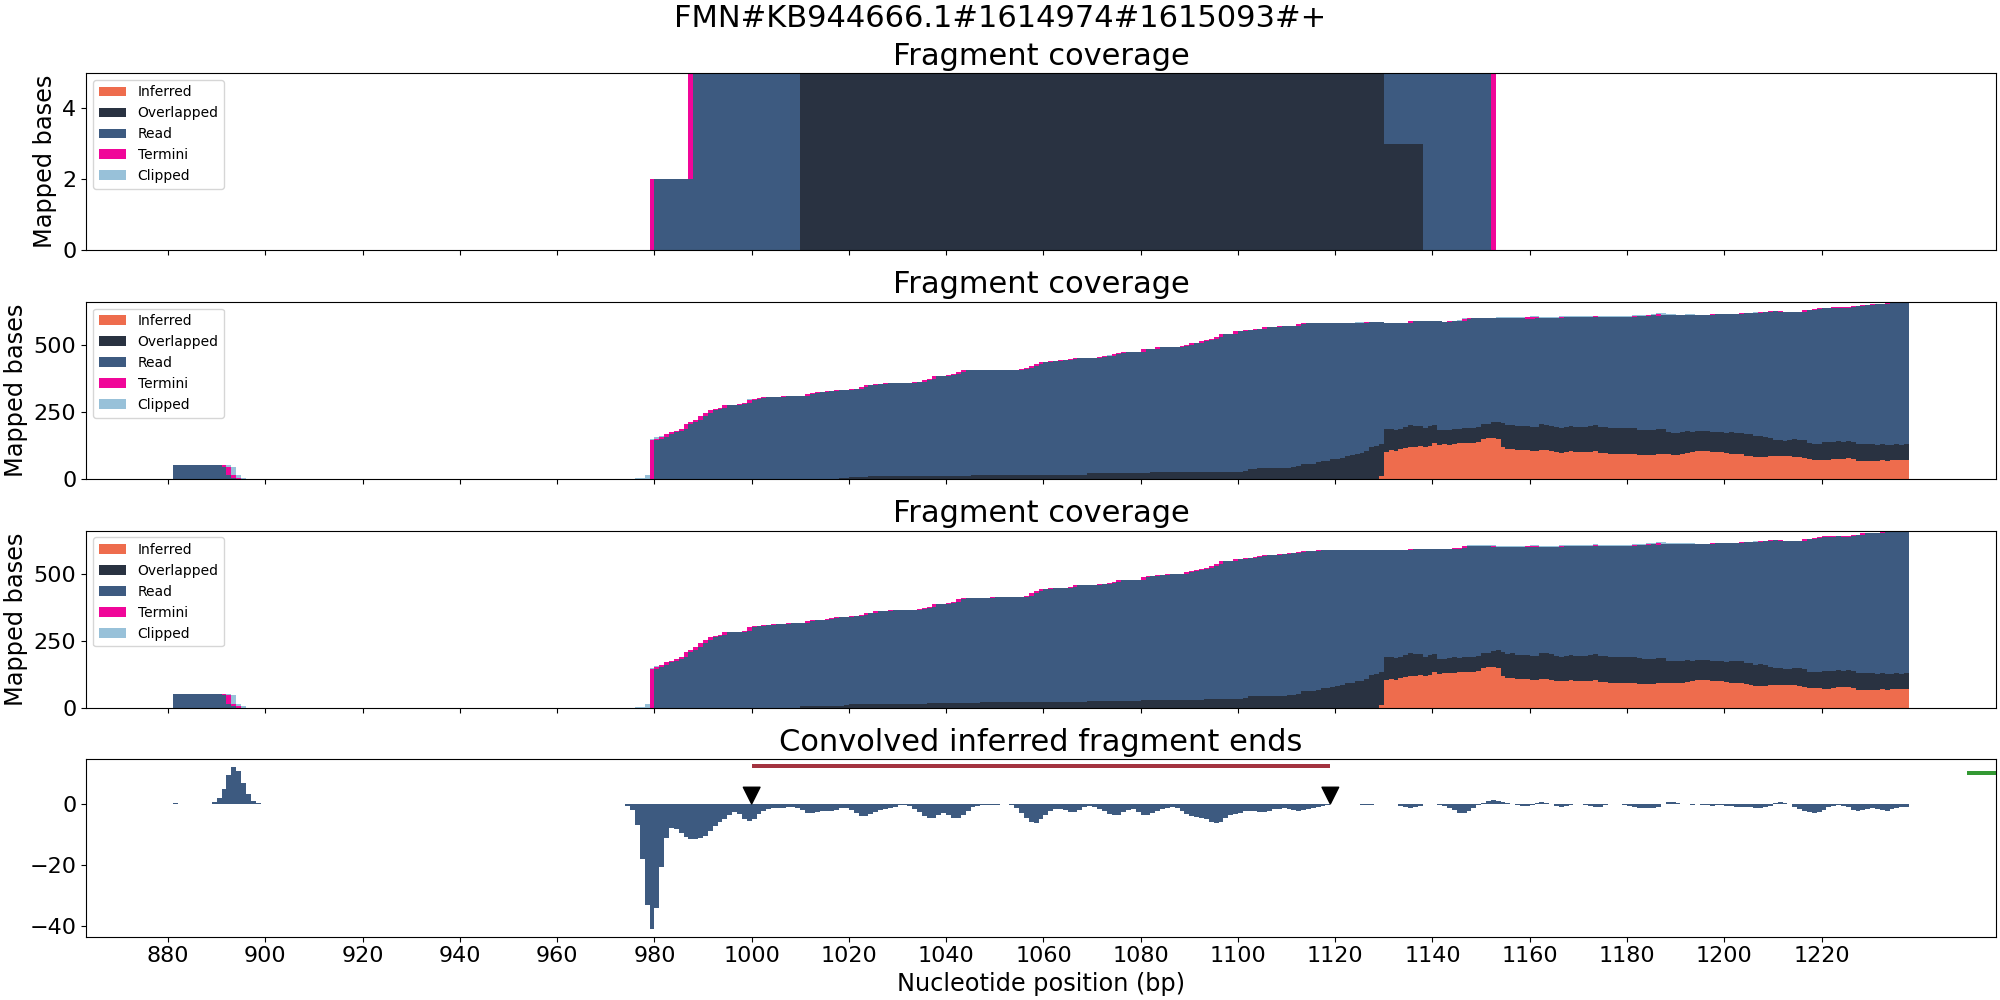 FMN#KB944666.1#1614974#1615093#+
Fragment coverage
Mapped bases
4
2
0
Inferred
Overlapped
Read
Termini
Clipped
Fragment coverage
Mapped bases
500
250
0
Inferred
Overlapped
Read
Termini
Clipped
Fragment coverage
Mapped bases
500
250
0
Inferred
Overlapped
Read
Termini
Clipped
Convolved inferred fragment ends
0
−20
−40
880 900 920 940 960 980 1000 1020 1040 1060 1080 1100 1120 1140 1160 1180 1200 1220
Nucleotide position (bp)